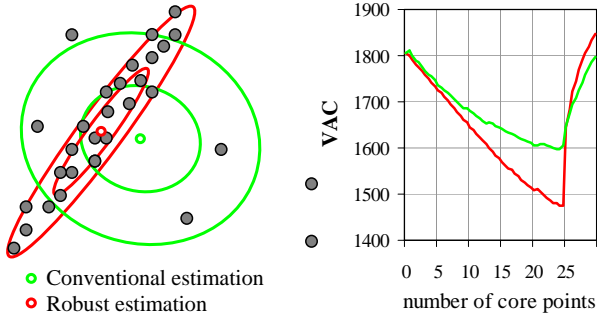 1900
1800
1700
1600
1500
1400
VAC
0 5 10 15 20 25
number of core points
Conventional estimation
Robust estimation